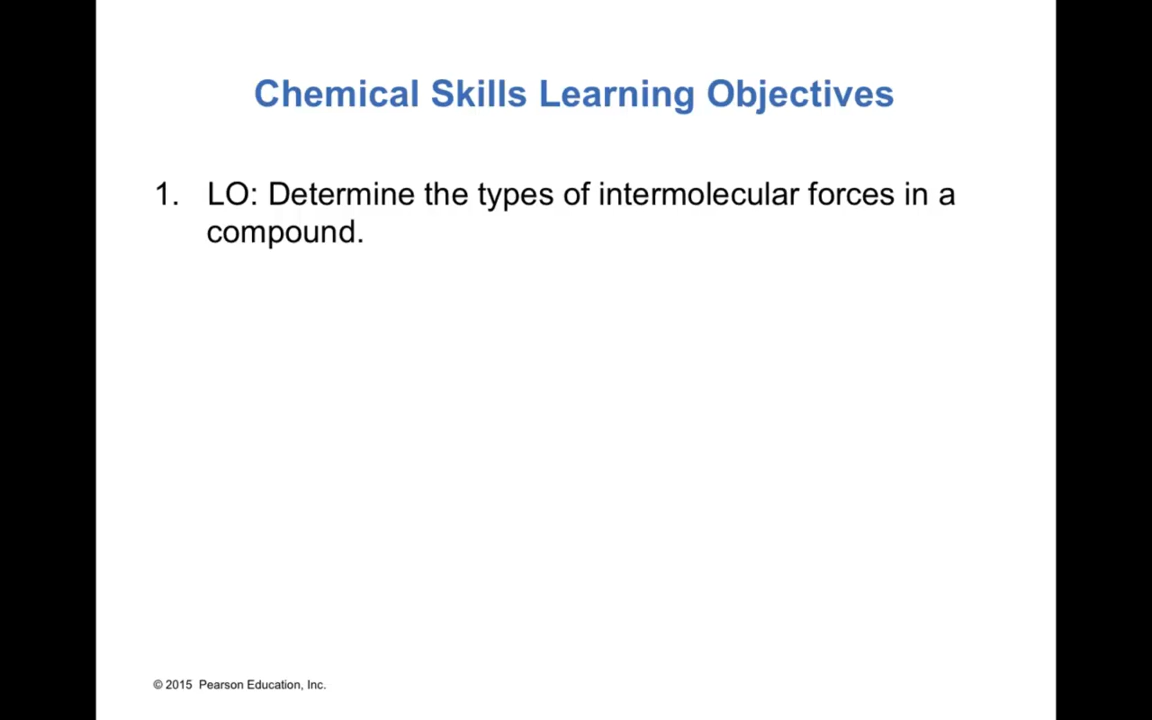 Chemical Skills Learning Objectives
1. LO: Determine the types of intermolecular forces in a
compound.
© 2015 Pearson Education, Inc.